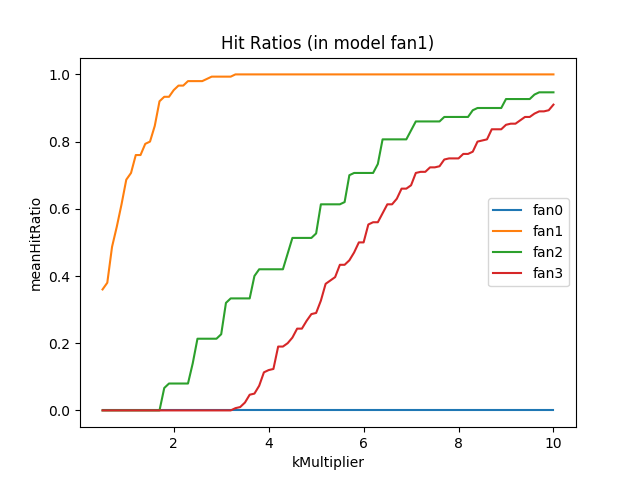 Hit Ratios (in model fan1)
meanHitRatio
1.0
0.8
0.6
0.4
0.2
0.0
fan0
fan1
fan2
fan3
2 4 6 8 10
kMultiplier